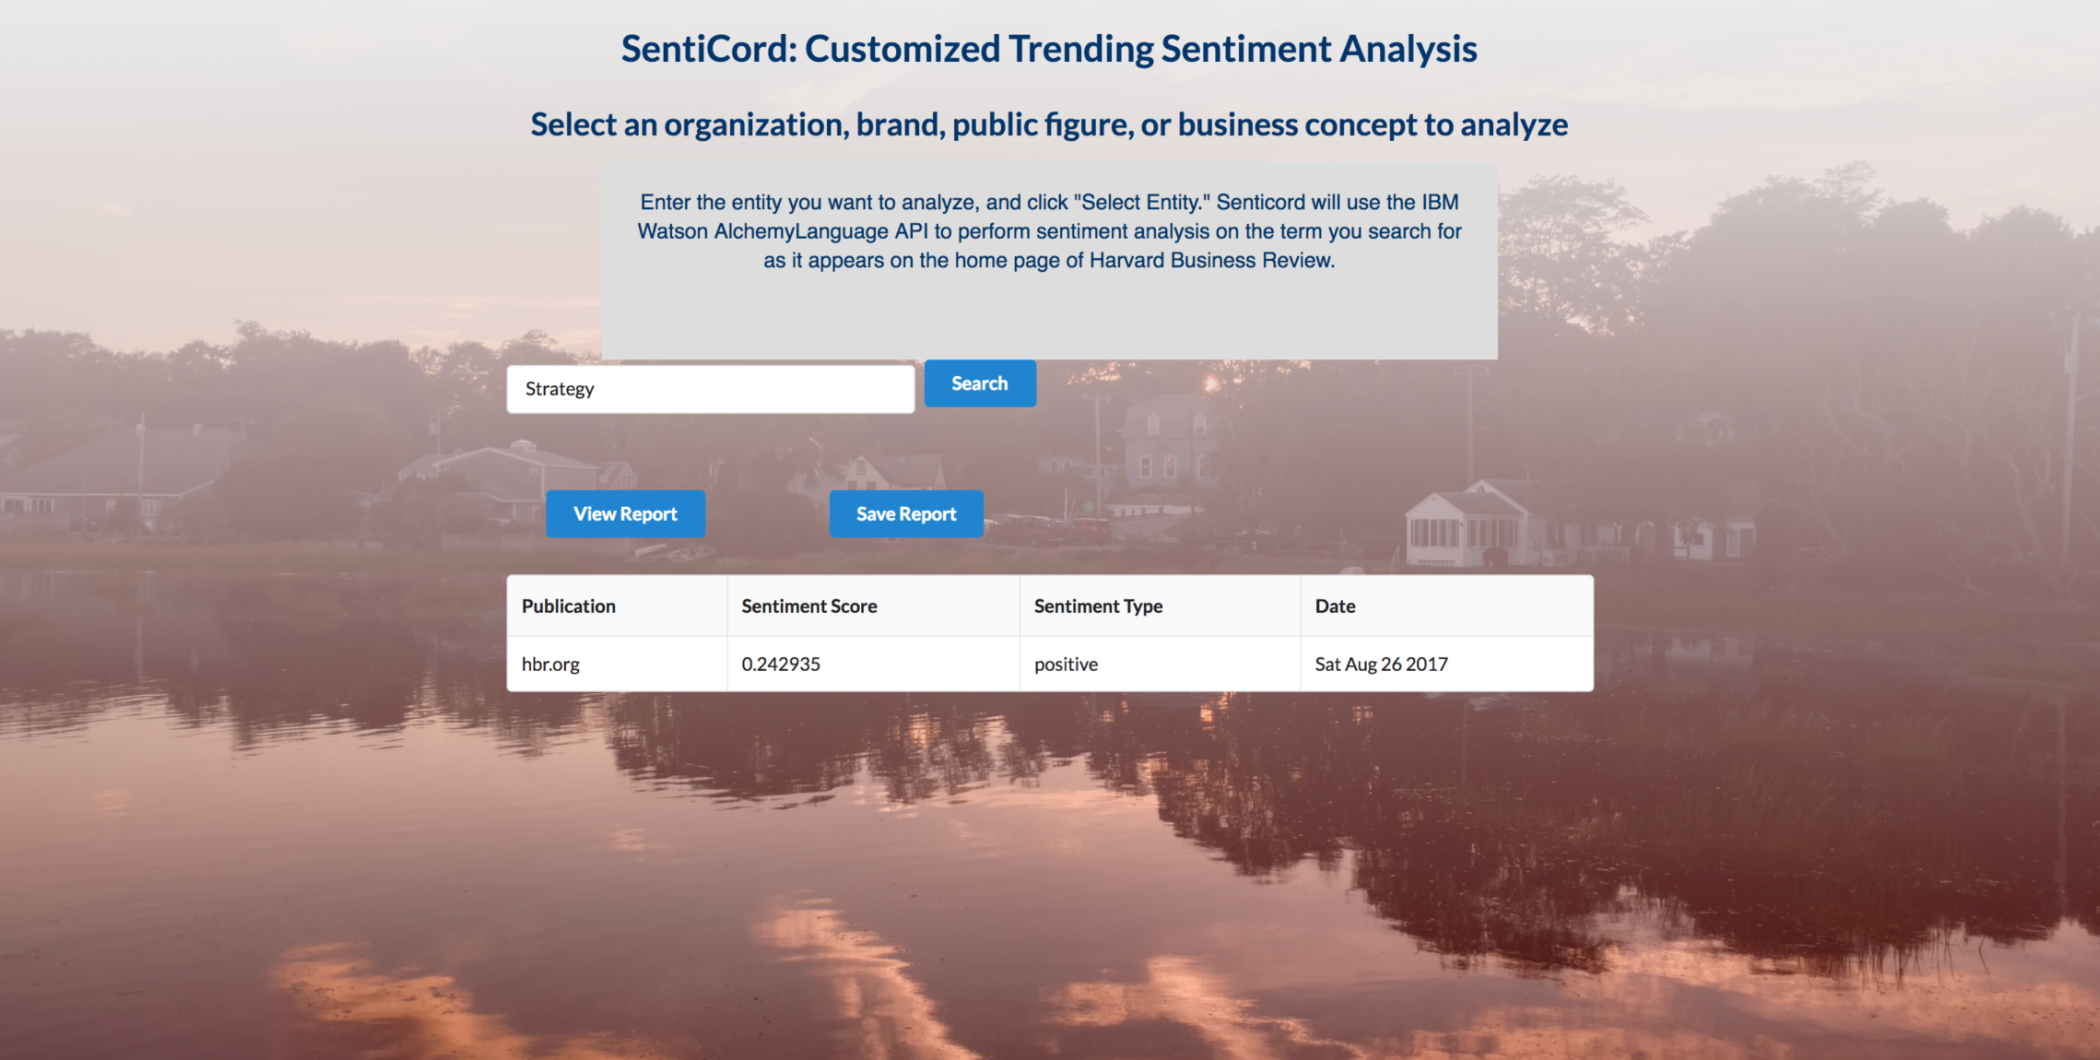 SentiCord: Customized Trending Sentiment Analysis
Select an organization, brand, public figure, or business concept to analyze
Enter the entity you want to analyze, and click "Select Entity." Senticord will use the IBM
Watson AlchemyLanguage API to perform sentiment analysis on the term you search for
as it appears on the home page of Harvard Business Review.
Strategy Search
View Report Save Report
Publication Sentiment Score Sentiment Type Date
hbr.org 0.242935 positive Sat Aug 26 2017